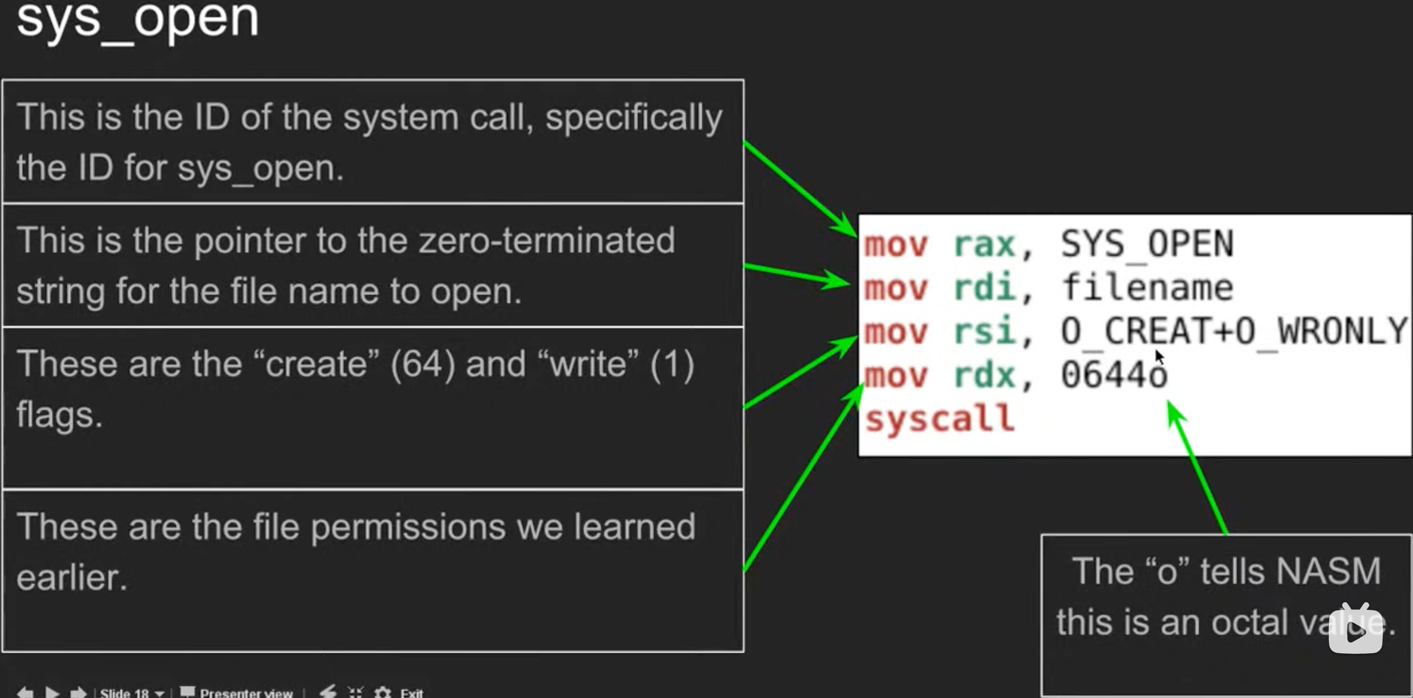 sys_open
This is the ID of the system call, specifically
the ID for sys_open.
This is the pointer to the zero-terminated
string for the file name to open.
These are the “create” (64) and “write” (1)
flags.
These are the file permissions we learned
earlier.
mov rax, SYS_OPEN
mov rdi, filename
mov rsi, O_CREAT+O_WRONLY
mov rdx, 0644o
syscall
The “o” tells NASM
this is an octal value.
Slide 18
Presenter view
Exit